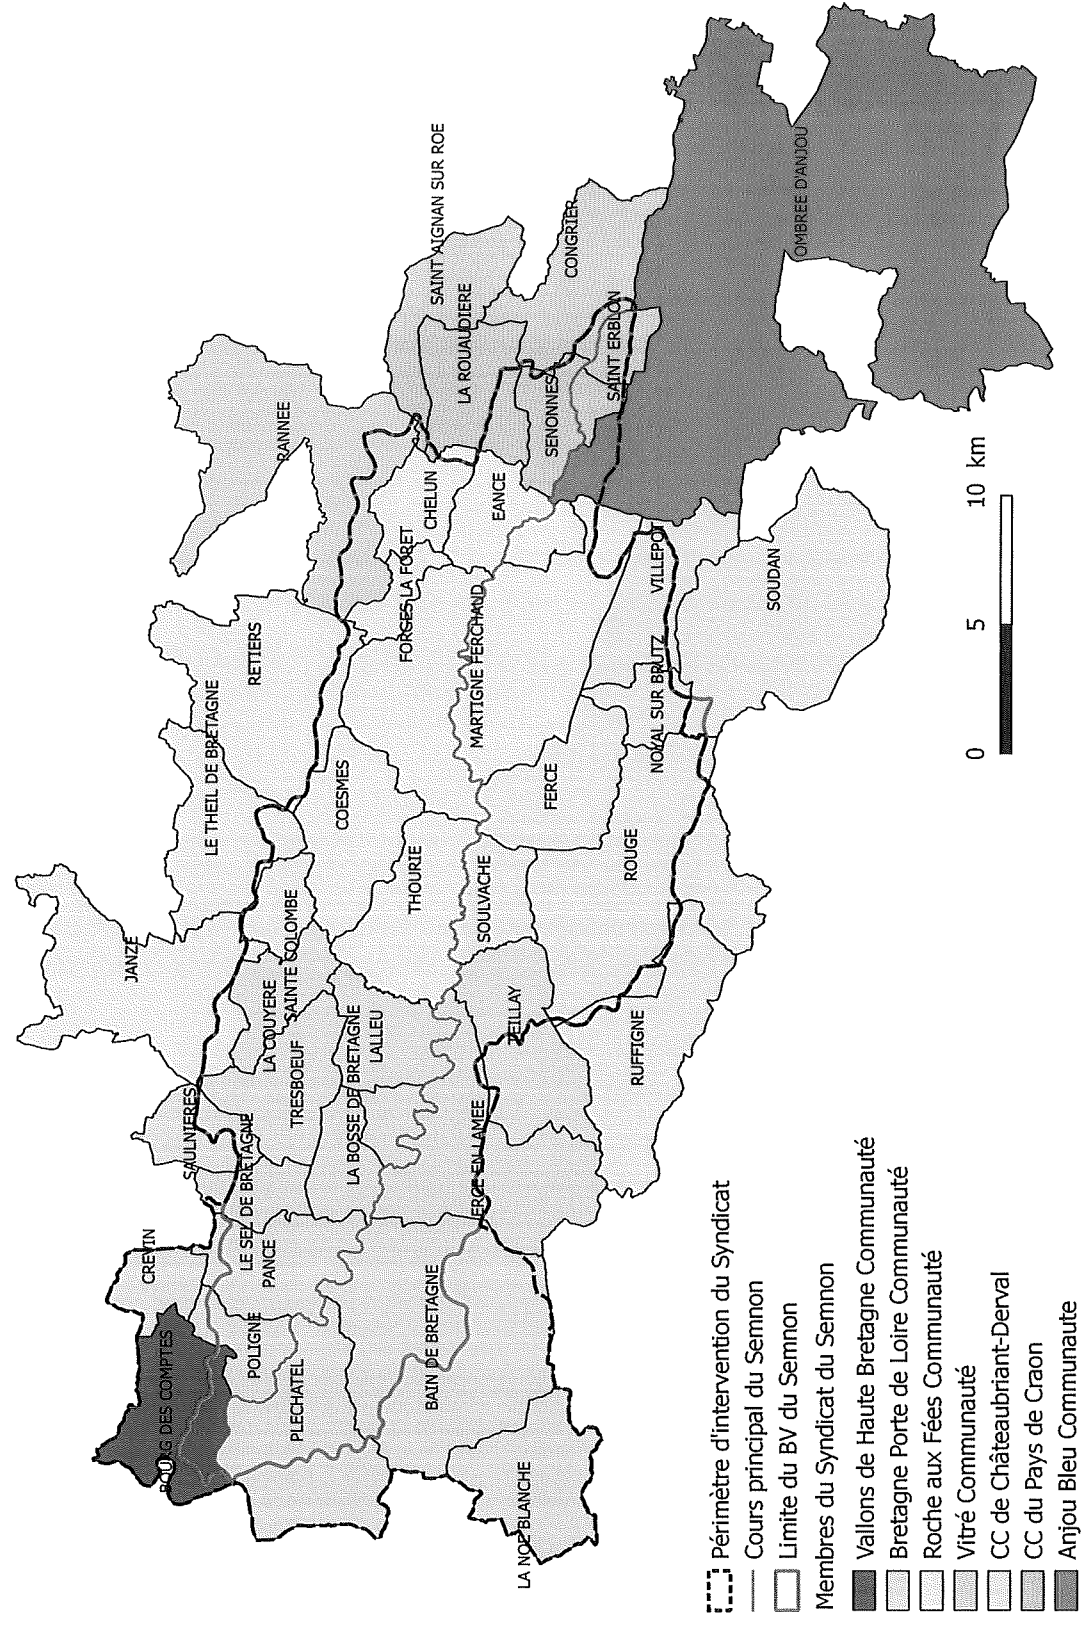 BOURG DES COMPTES
CREVIN
SAULNIERES
JANZE
LE THEIL DE BRETAGNE
RETIERS
RANNEE
POLIGNE
LE SEL DE BRETAGNE
PANCE
LA COUYERE
SAINTE COLOMBE
TRESBOEUF
PLECHATEL
COESMES
LA BOSSE DE BRETAGNE
LALLEU
THOURIE
FORGES LA FORET
CHELUN
SAINT AIGNAN SUR ROE
BAIN DE BRETAGNE
LA ROUAUDIERE
ERCE EN LAMEE
SOULVACHE
MARTIGNE FERCHAUD
EANCE
LA NOE BLANCHE
TEILLAY
FERCE
SENONNES
CONGRIER
SAINT ERBLON
RUFFIGNE
ROUGE
NOYAL SUR BRUTZ
VILLEPOT
SOUDAN
OMBREE D'ANJOU
0 5 10 km
Périmètre d'intervention du Syndicat
Cours principal du Semnon
Limite du BV du Semnon
Membres du Syndicat du Semnon
Vallons de Haute Bretagne Communauté
Bretagne Porte de Loire Communauté
Roche aux Fées Communauté
Vitré Communauté
CC de Châteaubriant-Derval
CC du Pays de Craon
Anjou Bleu Communaute